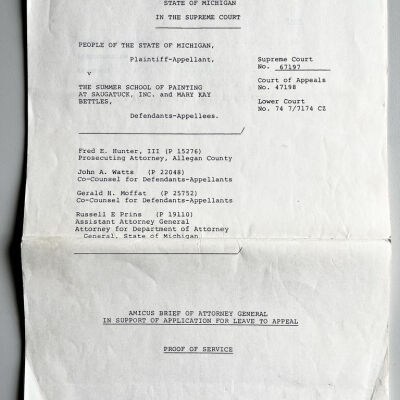 STATE OF MICHIGAN
IN THE SUPREME COURT
PEOPLE OF THE STATE OF MICHIGAN,
Plaintiff-Appellant,
v
THE SUMMER SCHOOL OF PAINTING
AT SAUGATUCK, INC. and MARY KAY
BETTLES,
Defendants-Appellees.
/
Supreme Court
No. 67197
Court of Appeals
No. 47198
Lower Court
No. 74 7/7174 CZ
Fred E. Hunter, III (P 15276)
Prosecuting Attorney, Allegan County
John A. Watts (P 22048)
Co-Counsel for Defendants-Appellants
Gerald H. Moffat (P 25752)
Co-Counsel for Defendants-Appellants
Russell E Prins (P 19110)
Assistant Attorney General
Attorney for Department of Attorney
General, State of Michigan
/
AMICUS BRIEF OF ATTORNEY GENERAL
IN SUPPORT OF APPLICATION FOR LEAVE TO APPEAL
PROOF OF SERVICE